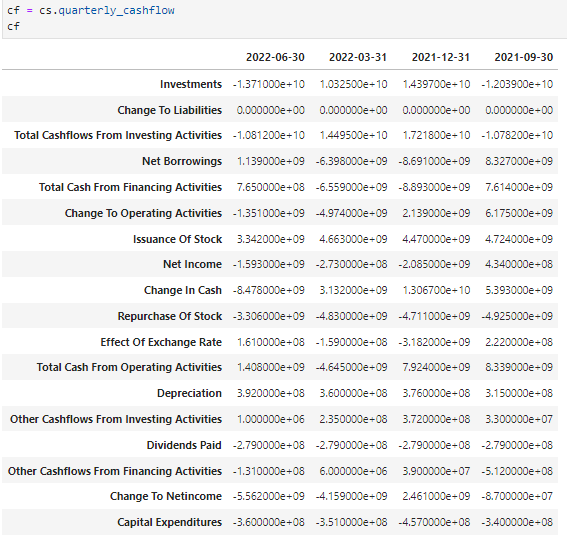 cf = cs.quarterly_cashflow
cf
2022-06-30 2022-03-31 2021-12-31 2021-09-30
Investments -1.371000e+10 1.032500e+10 1.439700e+10 -1.203900e+10
Change To Liabilities 0.000000e+00 0.000000e+00 0.000000e+00 0.000000e+00
Total Cashflows From Investing Activities -1.081200e+10 1.449500e+10 1.721800e+10 -1.078200e+10
Net Borrowings 1.139000e+09 -6.398000e+09 -8.691000e+09 8.327000e+09
Total Cash From Financing Activities 7.650000e+08 -6.559000e+09 -8.893000e+09 7.614000e+09
Change To Operating Activities -1.351000e+09 -4.974000e+09 2.139000e+09 6.175000e+09
Issuance Of Stock 3.342000e+09 4.663000e+09 4.470000e+09 4.724000e+09
Net Income -1.593000e+09 -2.730000e+08 -2.085000e+09 4.340000e+08
Change In Cash -8.478000e+09 3.132000e+09 1.306700e+10 5.393000e+09
Repurchase Of Stock -3.306000e+09 -4.830000e+09 -4.711000e+09 -4.925000e+09
Effect Of Exchange Rate 1.610000e+08 -1.590000e+08 -3.182000e+09 2.220000e+08
Total Cash From Operating Activities 1.408000e+09 -4.645000e+09 7.924000e+09 8.339000e+09
Depreciation 3.920000e+08 3.600000e+08 3.760000e+08 3.150000e+08
Other Cashflows From Investing Activities 1.000000e+06 2.350000e+08 3.720000e+08 3.300000e+07
Dividends Paid -2.790000e+08 -2.790000e+08 -2.790000e+08 -2.790000e+08
Other Cashflows From Financing Activities -1.310000e+08 6.000000e+06 3.900000e+07 -5.120000e+08
Change To Netincome -5.562000e+09 -4.159000e+09 2.461000e+09 -8.700000e+07
Capital Expenditures -3.600000e+08 -3.510000e+08 -4.570000e+08 -3.400000e+08